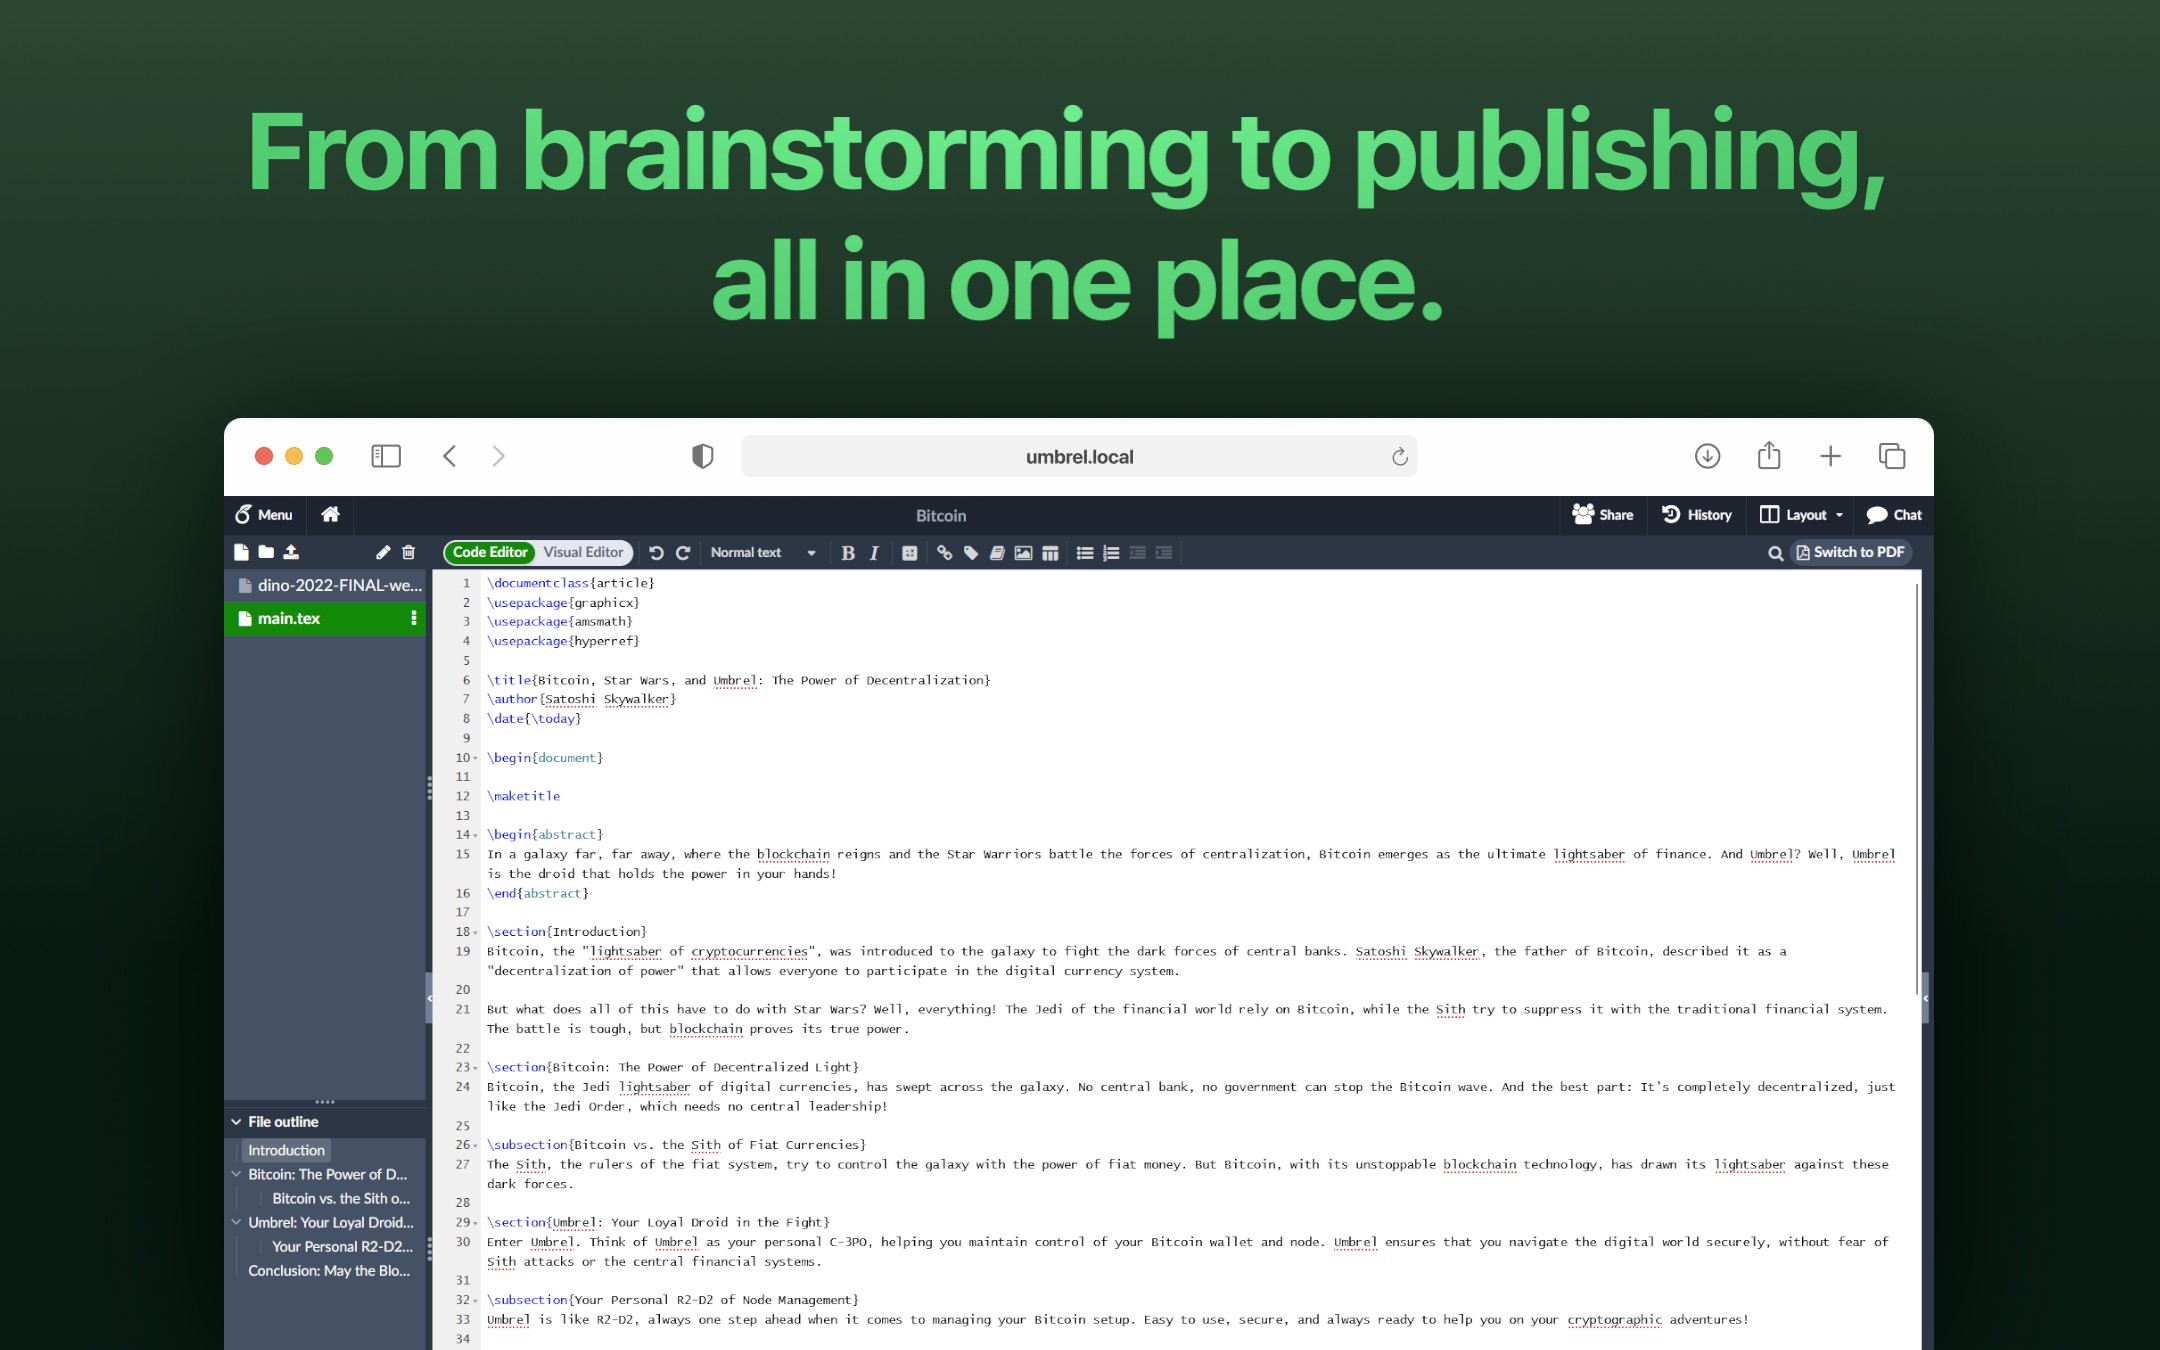 From brainstorming to publishing,
all in one place.
umbrel.local
Menu
Bitcoin
Share
History
Layout
Chat
Code Editor
Visual Editor
Normal text
B I
Switch to PDF
dino-2022-FINAL-we...
main.tex
File outline
Introduction
Bitcoin: The Power of D...
Bitcoin vs. the Sith o...
Umbrel: Your Loyal Droid...
Your Personal R2-D2...
Conclusion: May the Blo...
1 \documentclass{article}
2 \usepackage{graphicx}
3 \usepackage{amsmath}
4 \usepackage{hyperref}
5
6 \title{Bitcoin, Star Wars, and Umbrel: The Power of Decentralization}
7 \author{Satoshi Skywalker}
8 \date{\today}
9
10 \begin{document}
11
12 \maketitle
13
14 \begin{abstract}
15 In a galaxy far, far away, where the blockchain reigns and the Star Warriors battle the forces of centralization, Bitcoin emerges as the ultimate lightsaber of finance. And Umbrel? Well, Umbrel
is the droid that holds the power in your hands!
16 \end{abstract}
17
18 \section{Introduction}
19 Bitcoin, the "lightsaber of cryptocurrencies", was introduced to the galaxy to fight the dark forces of central banks. Satoshi Skywalker, the father of Bitcoin, described it as a
"decentralization of power" that allows everyone to participate in the digital currency system.
20
21 But what does all of this have to do with Star Wars? Well, everything! The Jedi of the financial world rely on Bitcoin, while the Sith try to suppress it with the traditional financial system.
The battle is tough, but blockchain proves its true power.
22
23 \section{Bitcoin: The Power of Decentralized Light}
24 Bitcoin, the Jedi lightsaber of digital currencies, has swept across the galaxy. No central bank, no government can stop the Bitcoin wave. And the best part: It's completely decentralized, just
like the Jedi Order, which needs no central leadership!
25
26 \subsection{Bitcoin vs. the Sith of Fiat Currencies}
27 The Sith, the rulers of the fiat system, try to control the galaxy with the power of fiat money. But Bitcoin, with its unstoppable blockchain technology, has drawn its lightsaber against these
dark forces.
28
29 \section{Umbrel: Your Loyal Droid in the Fight}
30 Enter Umbrel. Think of Umbrel as your personal C-3PO, helping you maintain control of your Bitcoin wallet and node. Umbrel ensures that you navigate the digital world securely, without fear of
Sith attacks or the central financial systems.
31
32 \subsection{Your Personal R2-D2 of Node Management}
33 Umbrel is like R2-D2, always one step ahead when it comes to managing your Bitcoin setup. Easy to use, secure, and always ready to help you on your cryptographic adventures!
34